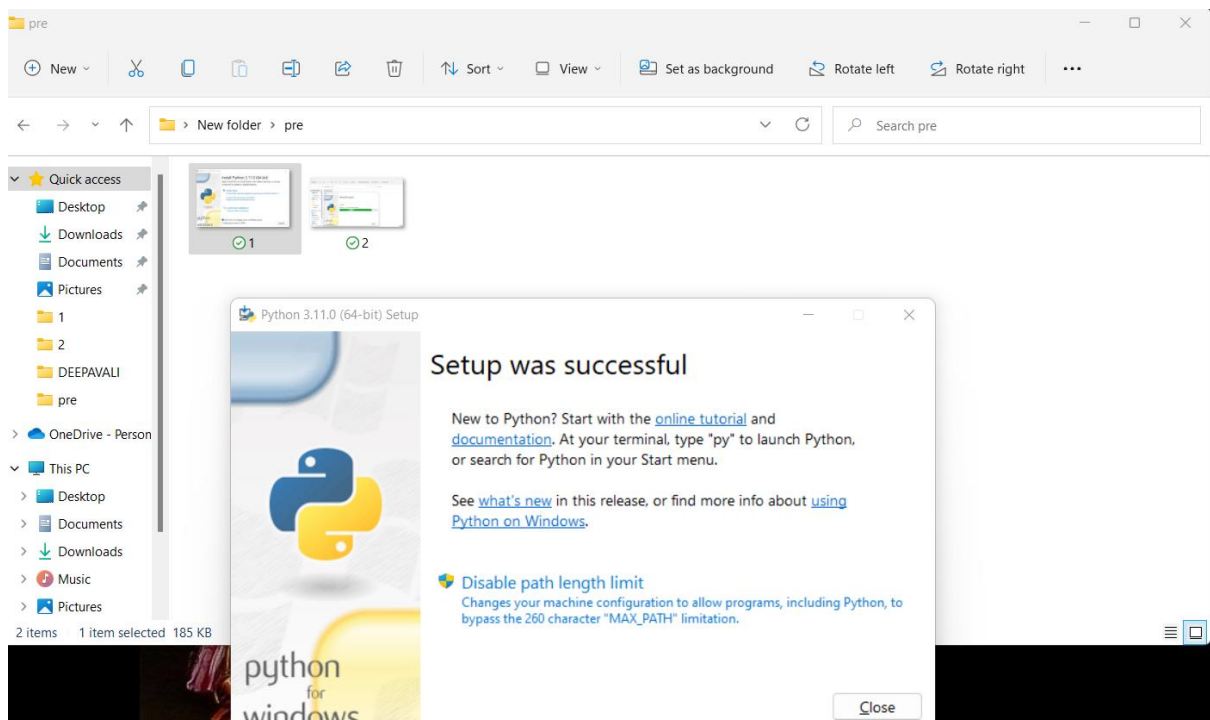 pre
New
Sort
View
Set as background
Rotate left
Rotate right
New folder > pre
Search pre
Quick access
Desktop
Downloads
Documents
Pictures
1
2
DEEPAVALI
pre
OneDrive - Person
This PC
Desktop
Documents
Downloads
Music
Pictures
1
2
2 items 1 item selected 185 KB
Python 3.11.0 (64-bit) Setup
Setup was successful
New to Python? Start with the online tutorial and
documentation. At your terminal, type "py" to launch Python,
or search for Python in your Start menu.
See what's new in this release, or find more info about using
Python on Windows.
Disable path length limit
Changes your machine configuration to allow programs, including Python, to
bypass the 260 character "MAX_PATH" limitation.
python
for
windows
Close